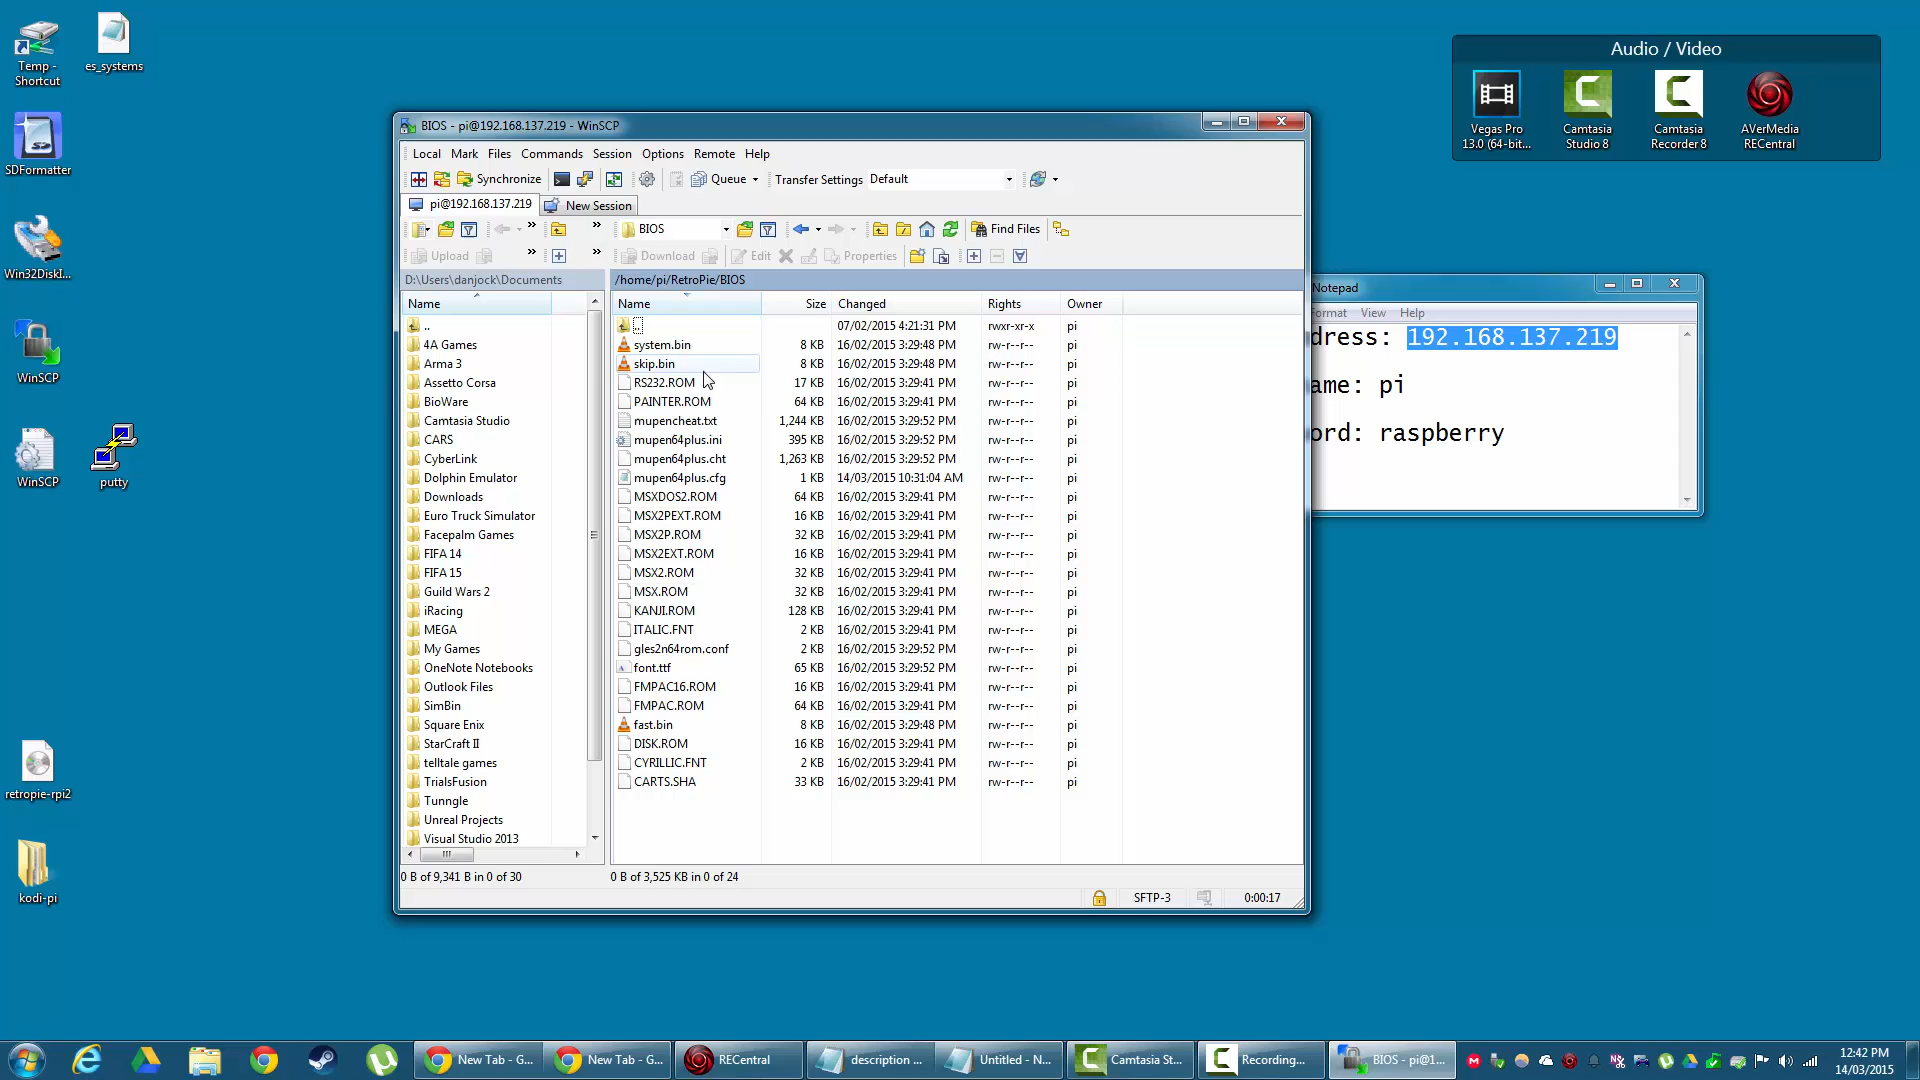 Temp -
Shortcut
es_systems
SDFormatter
Win32DiskI...
WinSCP
WinSCP
putty
retropie-rpi2
kodi-pi
Audio / Video
Vegas Pro
13.0 (64-bit...
Camtasia
Studio 8
Camtasia
Recorder 8
AVerMedia
RECentral
BIOS - pi@192.168.137.219 - WinSCP
Local Mark Files Commands Session Options Remote Help
Synchronize Queue Transfer Settings Default
pi@192.168.137.219 New Session
BIOS Find Files
Upload Download Edit Properties
D:\Users\danjock\Documents
Name
..
4A Games
Arma 3
Assetto Corsa
BioWare
Camtasia Studio
CARS
CyberLink
Dolphin Emulator
Downloads
Euro Truck Simulator
Facepalm Games
FIFA 14
FIFA 15
Guild Wars 2
iRacing
MEGA
My Games
OneNote Notebooks
Outlook Files
SimBin
Square Enix
StarCraft II
telltale games
TrialsFusion
Tunngle
Unreal Projects
Visual Studio 2013
0 B of 9,341 B in 0 of 30
/home/pi/RetroPie/BIOS
Name Size Changed Rights Owner
.. 07/02/2015 4:21:31 PM rwxr-xr-x pi
system.bin 8 KB 16/02/2015 3:29:48 PM rw-r--r-- pi
skip.bin 8 KB 16/02/2015 3:29:48 PM rw-r--r-- pi
RS232.ROM 17 KB 16/02/2015 3:29:41 PM rw-r--r-- pi
PAINTER.ROM 64 KB 16/02/2015 3:29:41 PM rw-r--r-- pi
mupencheat.txt 1,244 KB 16/02/2015 3:29:52 PM rw-r--r-- pi
mupen64plus.ini 395 KB 16/02/2015 3:29:52 PM rw-r--r-- pi
mupen64plus.cht 1,263 KB 16/02/2015 3:29:52 PM rw-r--r-- pi
mupen64plus.cfg 1 KB 14/03/2015 10:31:04 AM rw-r--r-- pi
MSXDOS2.ROM 64 KB 16/02/2015 3:29:41 PM rw-r--r-- pi
MSX2PEXT.ROM 16 KB 16/02/2015 3:29:41 PM rw-r--r-- pi
MSX2P.ROM 32 KB 16/02/2015 3:29:41 PM rw-r--r-- pi
MSX2EXT.ROM 16 KB 16/02/2015 3:29:41 PM rw-r--r-- pi
MSX2.ROM 32 KB 16/02/2015 3:29:41 PM rw-r--r-- pi
MSX.ROM 32 KB 16/02/2015 3:29:41 PM rw-r--r-- pi
KANJI.ROM 128 KB 16/02/2015 3:29:41 PM rw-r--r-- pi
ITALIC.FNT 2 KB 16/02/2015 3:29:41 PM rw-r--r-- pi
gles2n64rom.conf 2 KB 16/02/2015 3:29:52 PM rw-r--r-- pi
font.ttf 65 KB 16/02/2015 3:29:52 PM rw-r--r-- pi
FMPAC16.ROM 16 KB 16/02/2015 3:29:41 PM rw-r--r-- pi
FMPAC.ROM 64 KB 16/02/2015 3:29:41 PM rw-r--r-- pi
fast.bin 8 KB 16/02/2015 3:29:48 PM rw-r--r-- pi
DISK.ROM 16 KB 16/02/2015 3:29:41 PM rw-r--r-- pi
CYRILLIC.FNT 2 KB 16/02/2015 3:29:41 PM rw-r--r-- pi
CARTS.SHA 33 KB 16/02/2015 3:29:41 PM rw-r--r-- pi
0 B of 3,525 KB in 0 of 24
SFTP-3 0:00:17
Notepad
ormat View Help
dress: 192.168.137.219
ame: pi
ord: raspberry
New Tab - G... New Tab - G... RECentral description ... Untitled - N... Camtasia St... Recording... BIOS - pi@1...
12:42 PM
14/03/2015